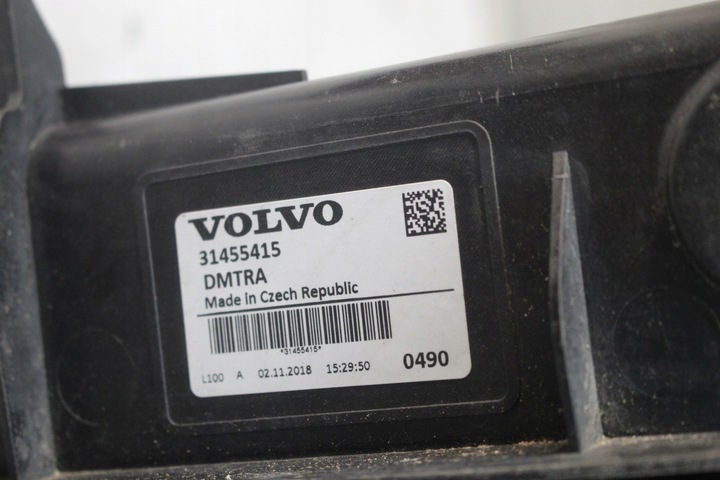 VOLVO
31455415
DMTRA
Made in Czech Republic
*31455415*
L100 A 02.11.2018 15:29:50 0490